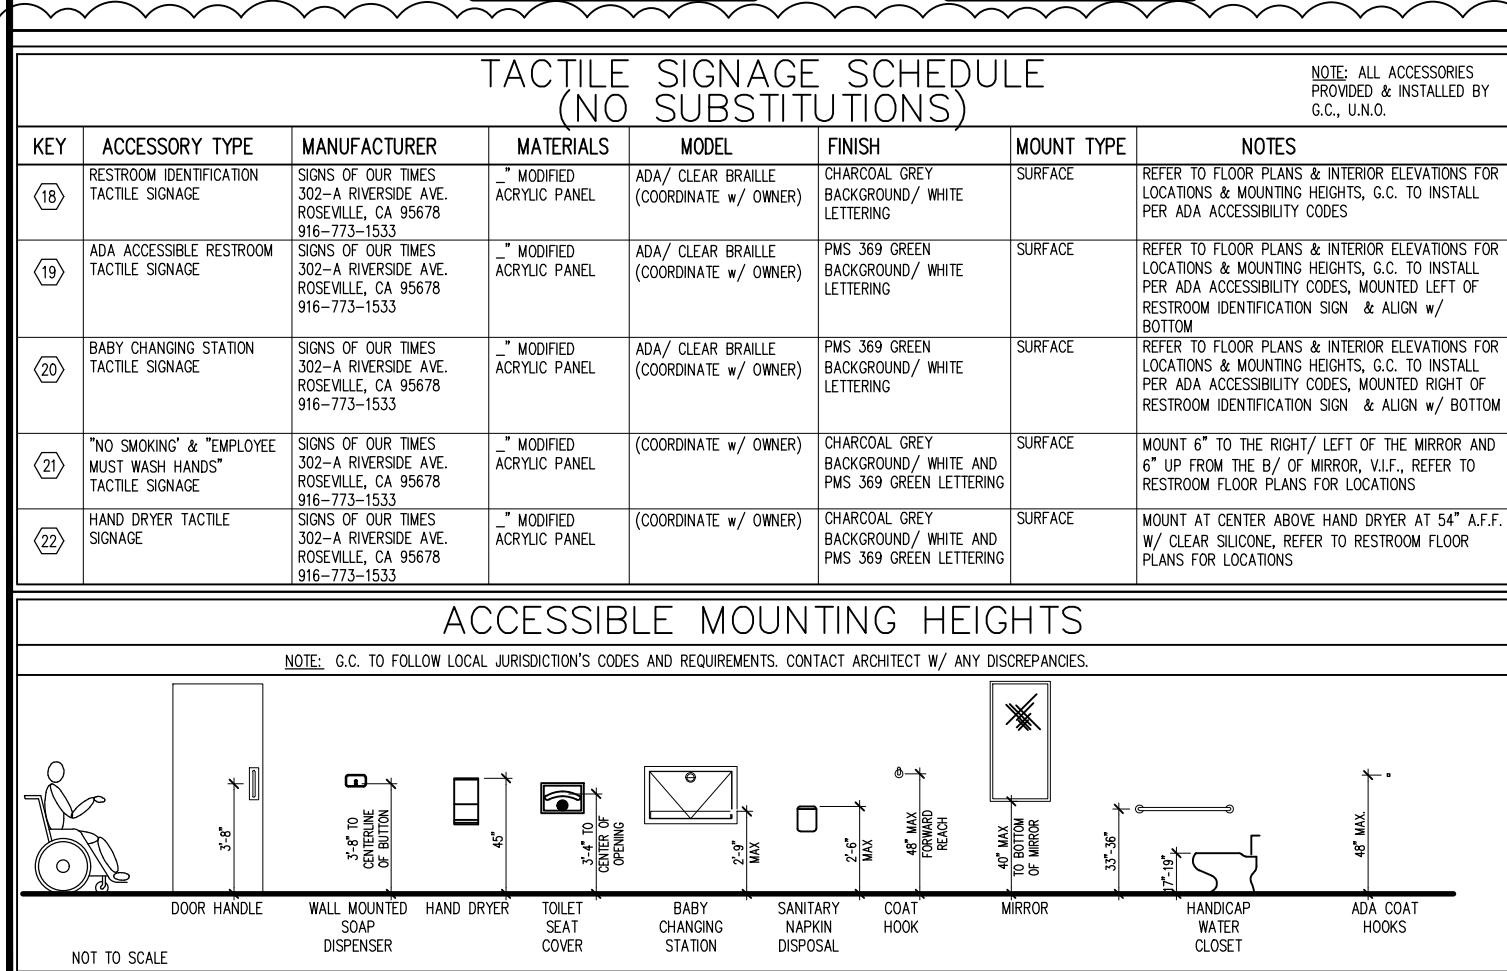 TACTILE SIGNAGE SCHEDULE
(NO SUBSTITUTIONS)
NOTE: ALL ACCESSORIES
PROVIDED & INSTALLED BY
G.C., U.N.O.
KEY ACCESSORY TYPE MANUFACTURER MATERIALS MODEL FINISH MOUNT TYPE NOTES
18
RESTROOM IDENTIFICATION
TACTILE SIGNAGE
SIGNS OF OUR TIMES
302-A RIVERSIDE AVE.
ROSEVILLE, CA 95678
916-773-1533
_" MODIFIED
ACRYLIC PANEL
ADA/ CLEAR BRAILLE
(COORDINATE w/ OWNER)
CHARCOAL GREY
BACKGROUND/ WHITE
LETTERING
SURFACE
REFER TO FLOOR PLANS & INTERIOR ELEVATIONS FOR
LOCATIONS & MOUNTING HEIGHTS, G.C. TO INSTALL
PER ADA ACCESSIBILITY CODES
19
ADA ACCESSIBLE RESTROOM
TACTILE SIGNAGE
SIGNS OF OUR TIMES
302-A RIVERSIDE AVE.
ROSEVILLE, CA 95678
916-773-1533
_" MODIFIED
ACRYLIC PANEL
ADA/ CLEAR BRAILLE
(COORDINATE w/ OWNER)
PMS 369 GREEN
BACKGROUND/ WHITE
LETTERING
SURFACE
REFER TO FLOOR PLANS & INTERIOR ELEVATIONS FOR
LOCATIONS & MOUNTING HEIGHTS, G.C. TO INSTALL
PER ADA ACCESSIBILITY CODES, MOUNTED LEFT OF
RESTROOM IDENTIFICATION SIGN & ALIGN w/
BOTTOM
20
BABY CHANGING STATION
TACTILE SIGNAGE
SIGNS OF OUR TIMES
302-A RIVERSIDE AVE.
ROSEVILLE, CA 95678
916-773-1533
_" MODIFIED
ACRYLIC PANEL
ADA/ CLEAR BRAILLE
(COORDINATE w/ OWNER)
PMS 369 GREEN
BACKGROUND/ WHITE
LETTERING
SURFACE
REFER TO FLOOR PLANS & INTERIOR ELEVATIONS FOR
LOCATIONS & MOUNTING HEIGHTS, G.C. TO INSTALL
PER ADA ACCESSIBILITY CODES, MOUNTED RIGHT OF
RESTROOM IDENTIFICATION SIGN & ALIGN w/ BOTTOM
21
"NO SMOKING' & "EMPLOYEE
MUST WASH HANDS"
TACTILE SIGNAGE
SIGNS OF OUR TIMES
302-A RIVERSIDE AVE.
ROSEVILLE, CA 95678
916-773-1533
_" MODIFIED
ACRYLIC PANEL
(COORDINATE w/ OWNER)
CHARCOAL GREY
BACKGROUND/ WHITE AND
PMS 369 GREEN LETTERING
SURFACE
MOUNT 6" TO THE RIGHT/ LEFT OF THE MIRROR AND
6" UP FROM THE B/ OF MIRROR, V.I.F., REFER TO
RESTROOM FLOOR PLANS FOR LOCATIONS
22
HAND DRYER TACTILE
SIGNAGE
SIGNS OF OUR TIMES
302-A RIVERSIDE AVE.
ROSEVILLE, CA 95678
916-773-1533
_" MODIFIED
ACRYLIC PANEL
(COORDINATE w/ OWNER)
CHARCOAL GREY
BACKGROUND/ WHITE AND
PMS 369 GREEN LETTERING
SURFACE
MOUNT AT CENTER ABOVE HAND DRYER AT 54" A.F.F.
W/ CLEAR SILICONE, REFER TO RESTROOM FLOOR
PLANS FOR LOCATIONS
ACCESSIBLE MOUNTING HEIGHTS
NOTE: G.C. TO FOLLOW LOCAL JURISDICTION'S CODES AND REQUIREMENTS. CONTACT ARCHITECT W/ ANY DISCREPANCIES.
3'-8"
3'-8" TO
CENTERLINE
OF BUTTON
45"
3'-4" TO
CENTER OF
OPENING
2'-9"
MAX
2'-6"
MAX
48" MAX
FORWARD
REACH
40" MAX
TO BOTTOM
OF MIRROR
33"-36"
17"-19"
48" MAX.
DOOR HANDLE
WALL MOUNTED
SOAP
DISPENSER
HAND DRYER
TOILET
SEAT
COVER
BABY
CHANGING
STATION
SANITARY
NAPKIN
DISPOSAL
COAT
HOOK
MIRROR
HANDICAP
WATER
CLOSET
ADA COAT
HOOKS
NOT TO SCALE